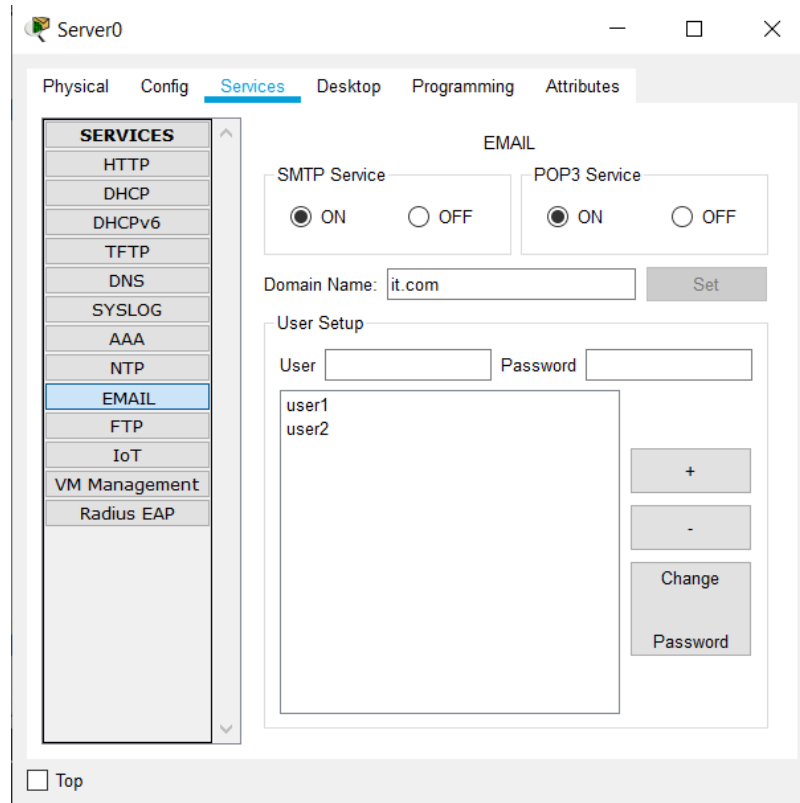 Server0
Physical Config Services Desktop Programming Attributes
SERVICES
HTTP
DHCP
DHCPv6
TFTP
DNS
SYSLOG
AAA
NTP
EMAIL
FTP
IoT
VM Management
Radius EAP
EMAIL
SMTP Service
ON OFF
POP3 Service
ON OFF
Domain Name: it.com Set
User Setup
User Password
user1
user2
+
-
Change
Password
Top